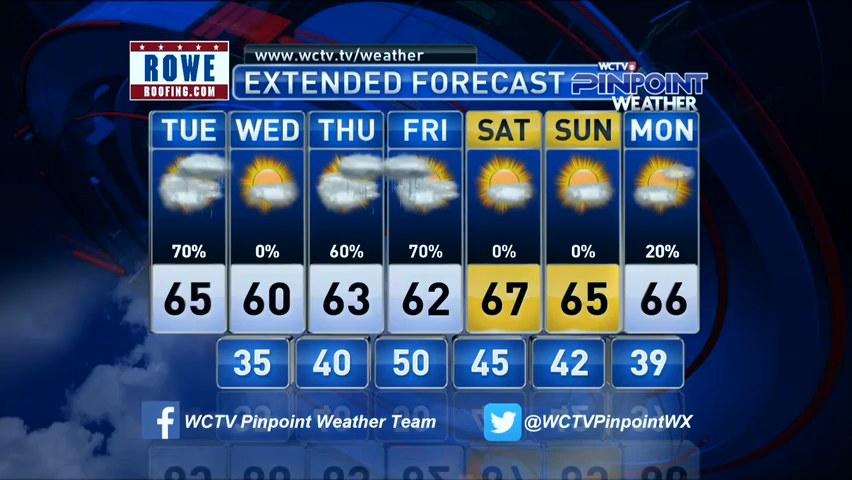 ROWE
ROOFING.COM
www.wctv.tv/weather
EXTENDED FORECAST
WCTV
PINPOINT
WEATHER
TUE WED THU FRI SAT SUN MON
70% 0% 60% 70% 0% 0% 20%
65 60 63 62 67 65 66
35 40 50 45 42 39
WCTV Pinpoint Weather Team
@WCTVPinpointWX